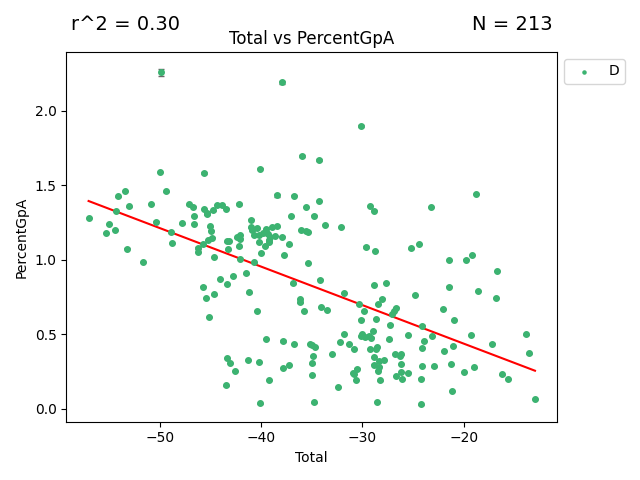 r^2 = 0.30
N = 213
Total vs PercentGpA
D
PercentGpA
2.0
1.5
1.0
0.5
0.0
−50
−40
−30
−20
Total